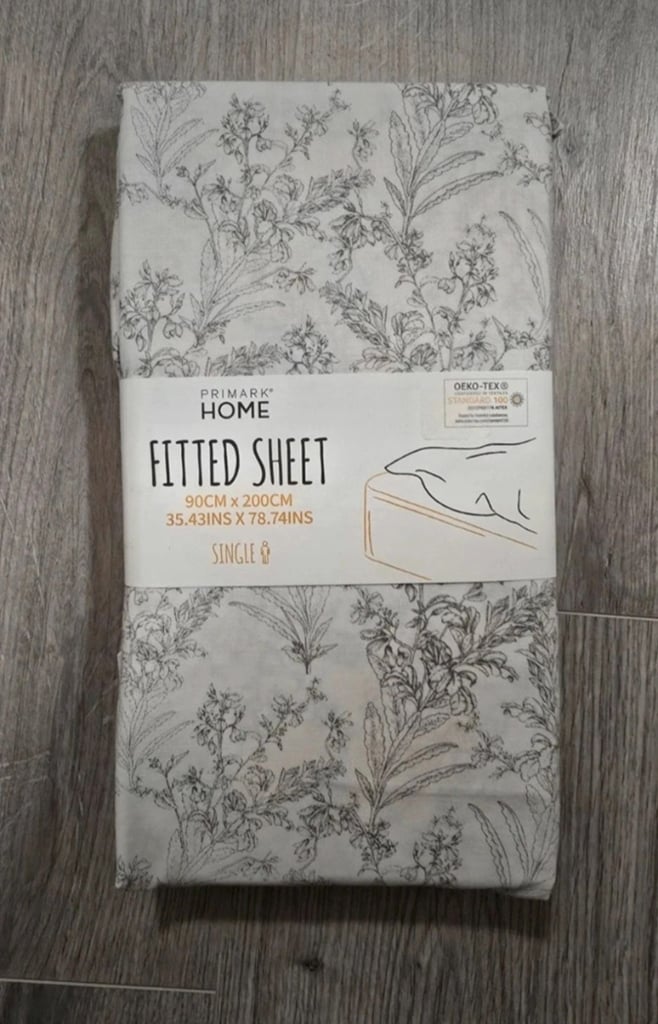 PRIMARK®
HOME
FITTED SHEET
90CM x 200CM
35.43INS X 78.74INS
SINGLE
OEKO-TEX®
STANDARD 100